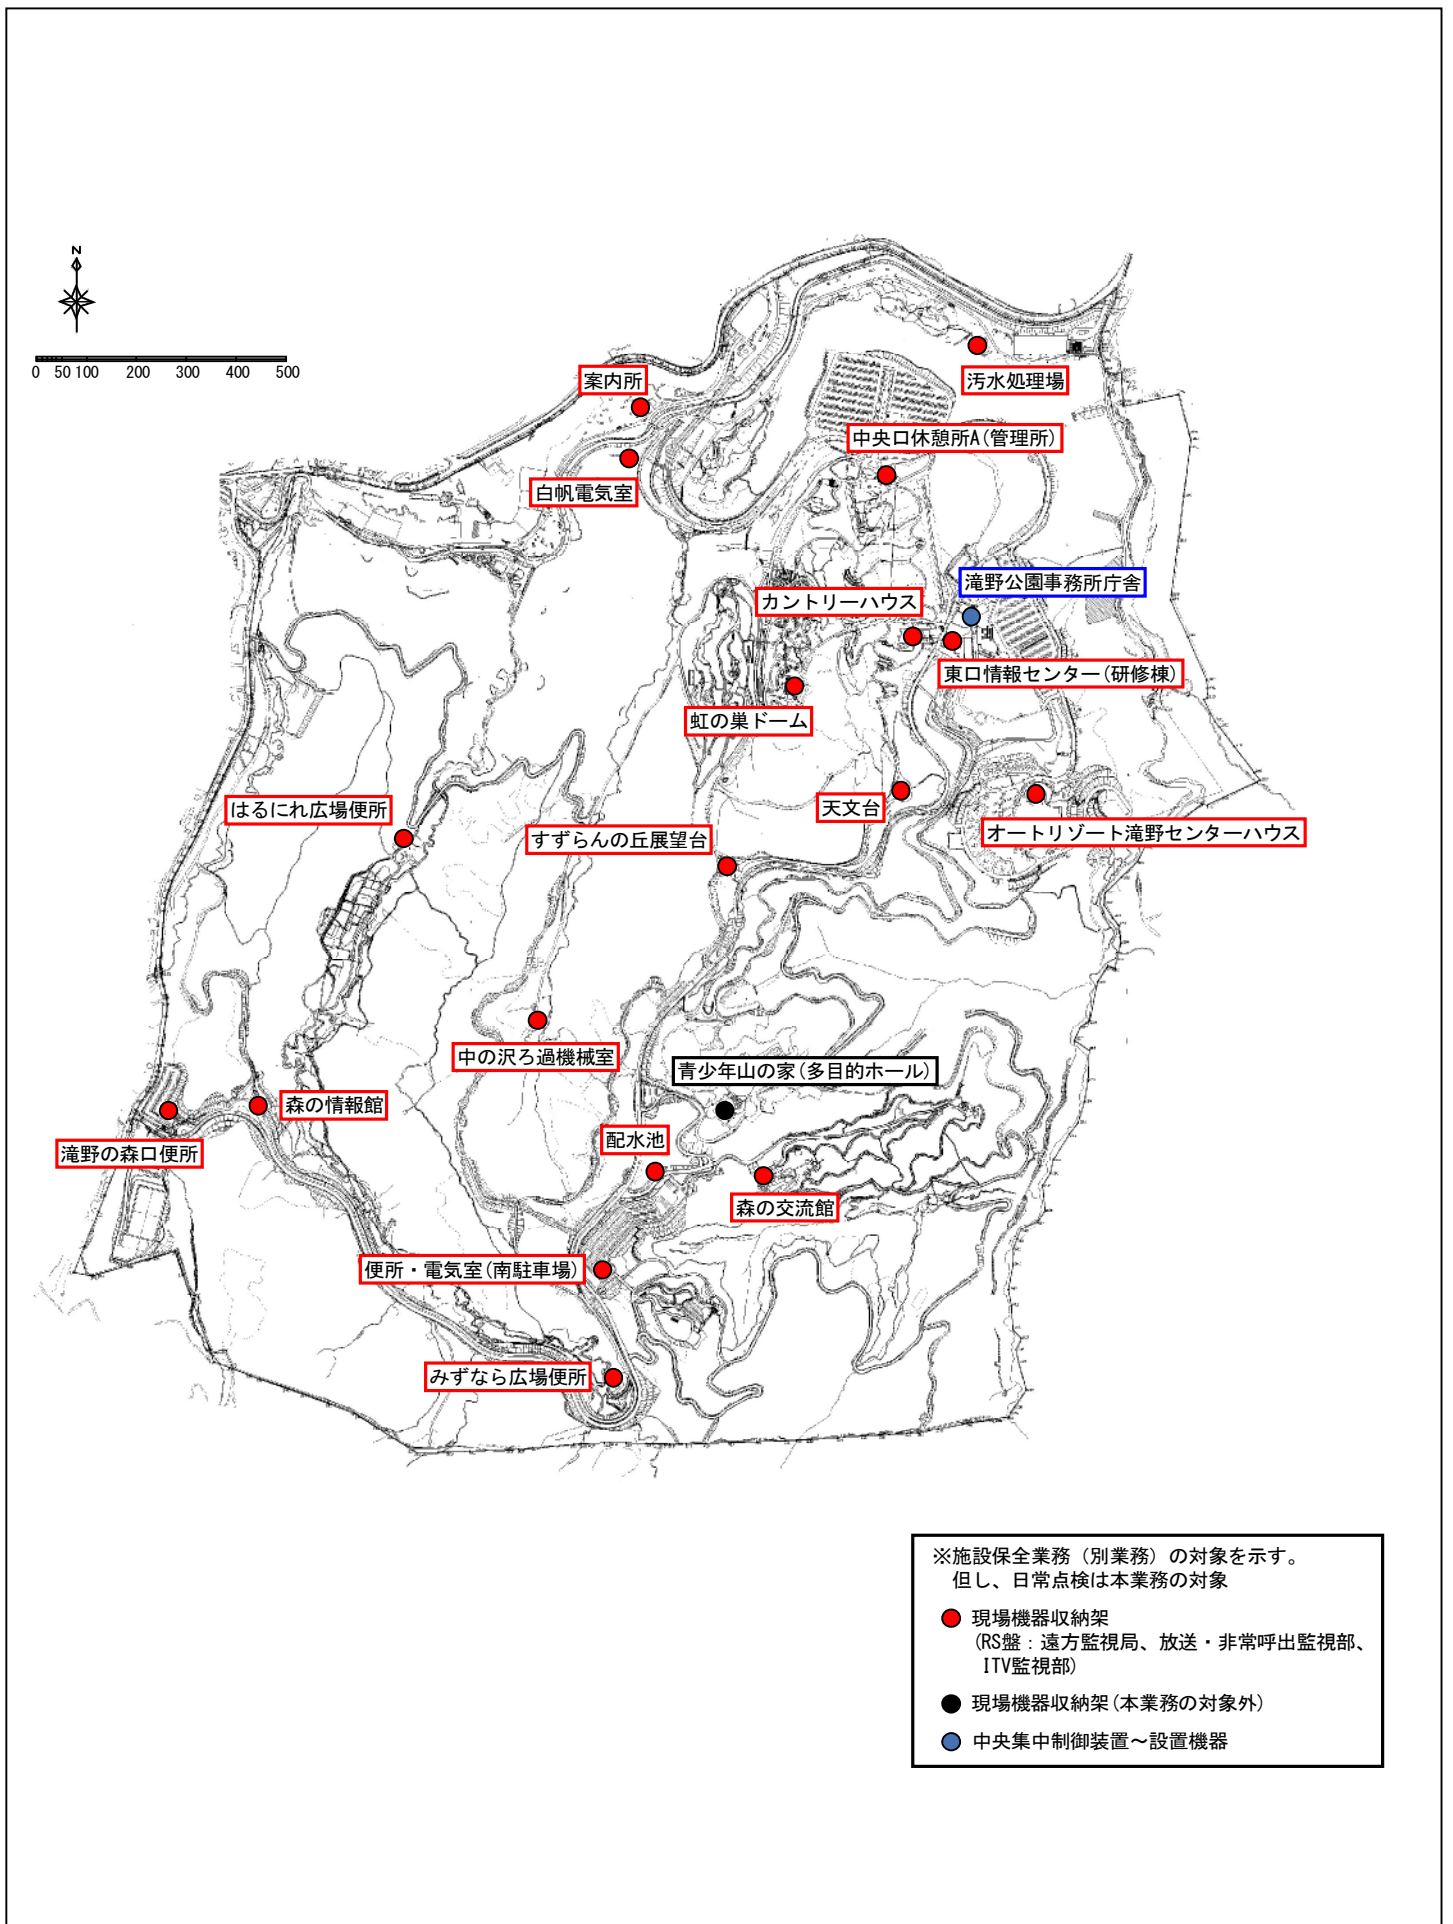 N
0 50 100 200 300 400 500
案内所
汚水処理場
中央口休憩所A(管理所)
白帆電気室
滝野公園事務所庁舎
カントリーハウス
東口情報センター(研修棟)
虹の巣ドーム
天文台
はるにれ広場便所
すずらんの丘展望台
オートリゾート滝野センターハウス
中の沢ろ過機械室
青少年山の家(多目的ホール)
森の情報館
滝野の森口便所
配水池
森の交流館
便所・電気室(南駐車場)
みずなら広場便所
※施設保全業務（別業務）の対象を示す。
但し、日常点検は本業務の対象
現場機器収納架
(RS盤：遠方監視局、放送・非常呼出監視部、
ITV監視部)
現場機器収納架(本業務の対象外)
中央集中制御装置～設置機器